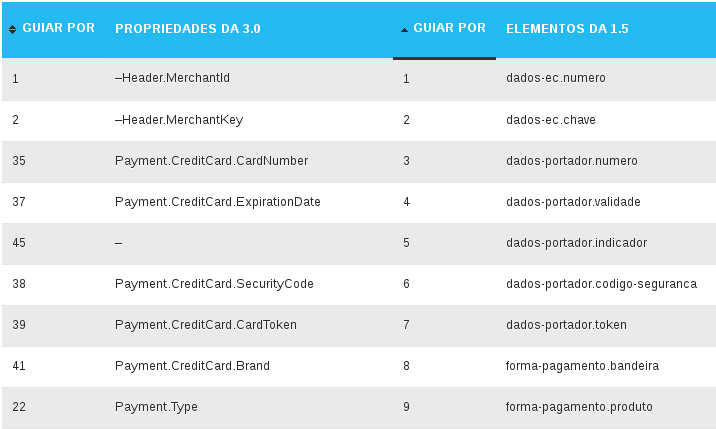 GUIAR POR PROPRIEDADES DA 3.0 GUIAR POR ELEMENTOS DA 1.5
1 –Header.MerchantId 1 dados-ec.numero
2 –Header.MerchantKey 2 dados-ec.chave
35 Payment.CreditCard.CardNumber 3 dados-portador.numero
37 Payment.CreditCard.ExpirationDate 4 dados-portador.validade
45 – 5 dados-portador.indicador
38 Payment.CreditCard.SecurityCode 6 dados-portador.codigo-seguranca
39 Payment.CreditCard.CardToken 7 dados-portador.token
41 Payment.CreditCard.Brand 8 forma-pagamento.bandeira
22 Payment.Type 9 forma-pagamento.produto